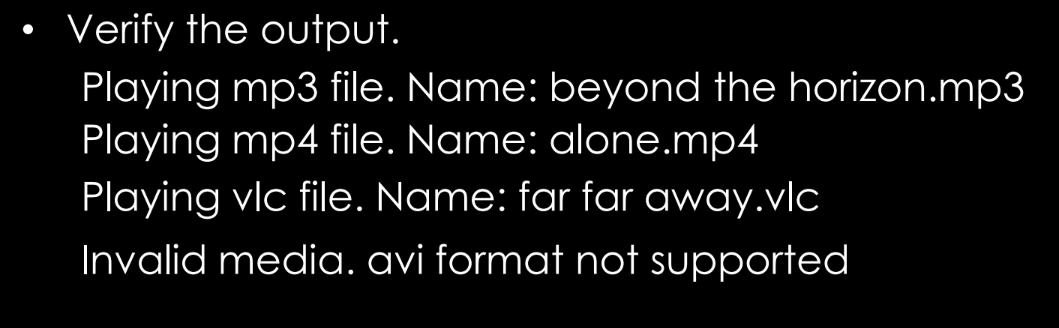 • Verify the output.
Playing mp3 file. Name: beyond the horizon.mp3
Playing mp4 file. Name: alone.mp4
Playing vlc file. Name: far far away.vlc
Invalid media. avi format not supported